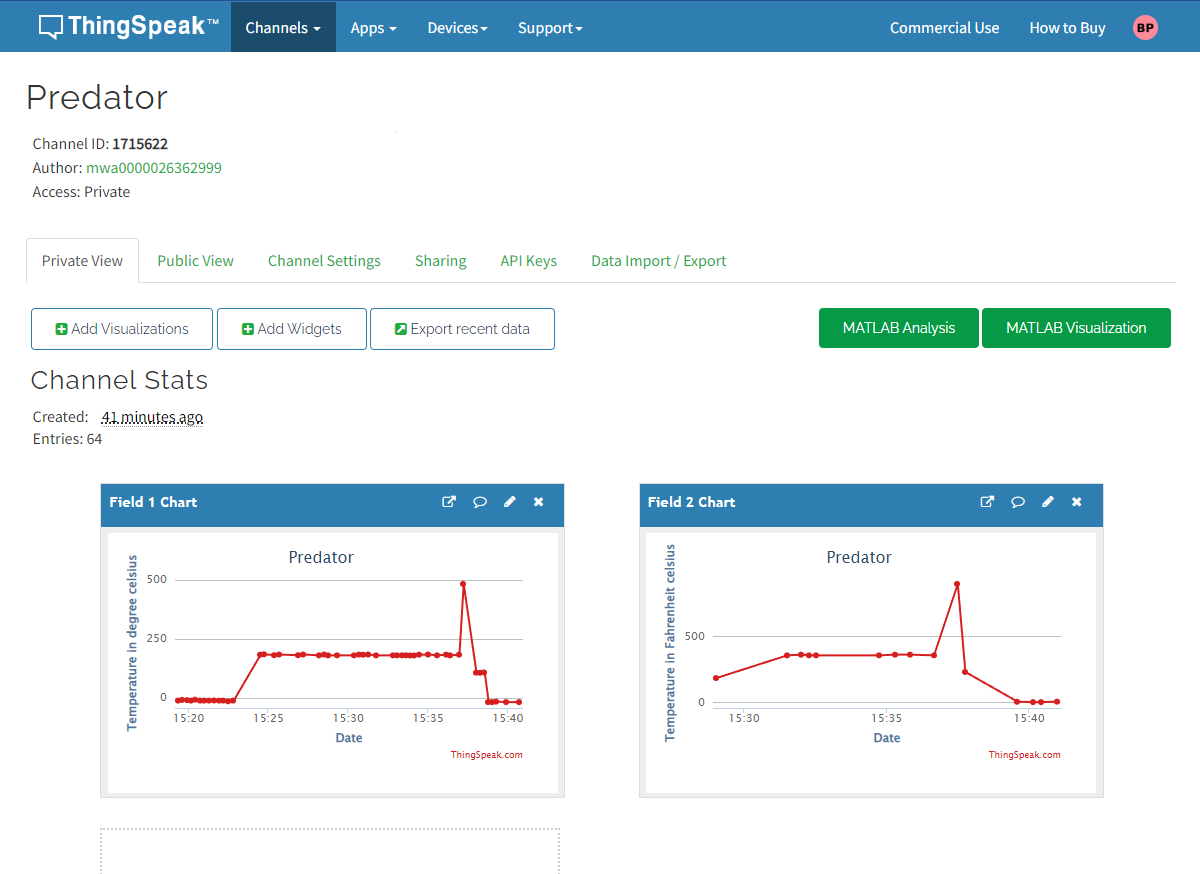 ThingSpeak™ Channels Apps Devices Support Commercial Use How to Buy BP
Predator
Channel ID: 1715622
Author: mwa0000026362999
Access: Private
Private View Public View Channel Settings Sharing API Keys Data Import / Export
Add Visualizations Add Widgets Export recent data MATLAB Analysis MATLAB Visualization
Channel Stats
Created: 41 minutes ago
Entries: 64
Field 1 Chart
Predator
Temperature in degree celsius
500
250
0
15:20 15:25 15:30 15:35 15:40
Date
ThingSpeak.com
Field 2 Chart
Predator
Temperature in Fahrenheit celsius
500
0
15:30 15:35 15:40
Date
ThingSpeak.com